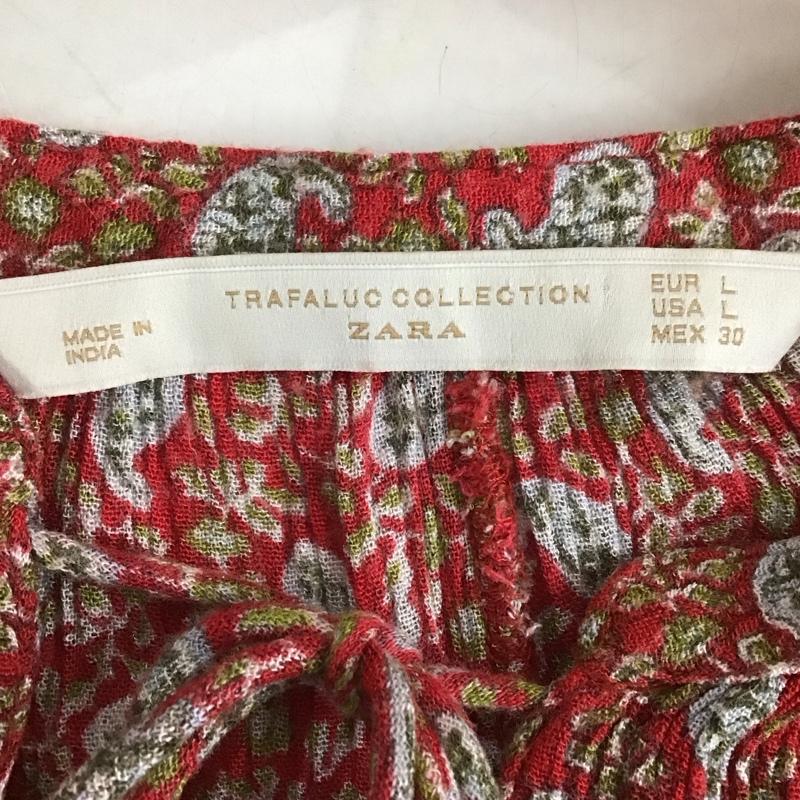 TRAFALUC COLLECTION
ZARA
MADE IN
INDIA
EUR L
USA L
MEX 30